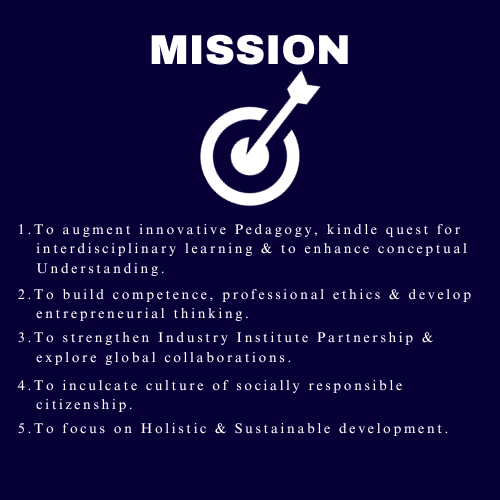 MISSION
1.To augment innovative Pedagogy, kindle quest for
interdisciplinary learning & to enhance conceptual
Understanding.
2.To build competence, professional ethics & develop
entrepreneurial thinking.
3.To strengthen Industry Institute Partnership &
explore global collaborations.
4.To inculcate culture of socially responsible
citizenship.
5.To focus on Holistic & Sustainable development.